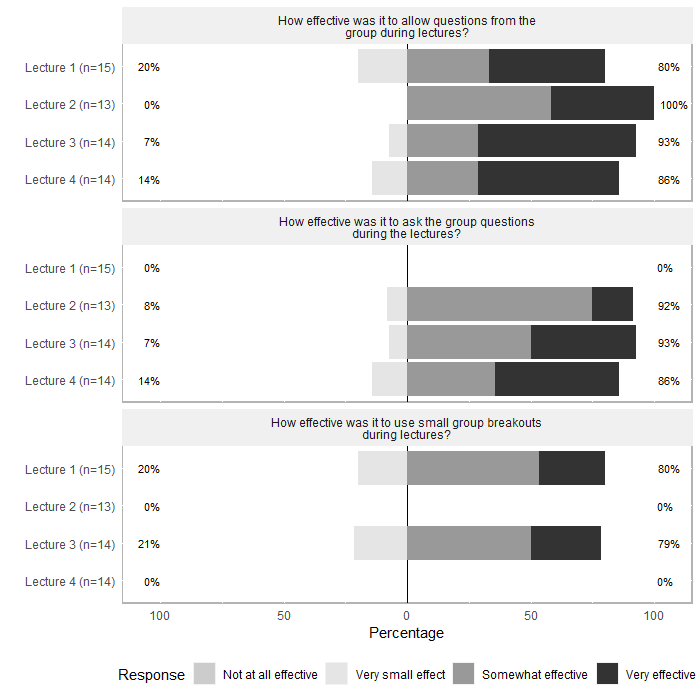 How effective was it to allow questions from the
group during lectures?
Lecture 1 (n=15) 20% 80%
Lecture 2 (n=13) 0% 100%
Lecture 3 (n=14) 7% 93%
Lecture 4 (n=14) 14% 86%
How effective was it to ask the group questions
during the lectures?
Lecture 1 (n=15) 0% 0%
Lecture 2 (n=13) 8% 92%
Lecture 3 (n=14) 7% 93%
Lecture 4 (n=14) 14% 86%
How effective was it to use small group breakouts
during lectures?
Lecture 1 (n=15) 20% 80%
Lecture 2 (n=13) 0% 0%
Lecture 3 (n=14) 21% 79%
Lecture 4 (n=14) 0% 0%
100 50 0 50 100
Percentage
Response Not at all effective Very small effect Somewhat effective Very effective